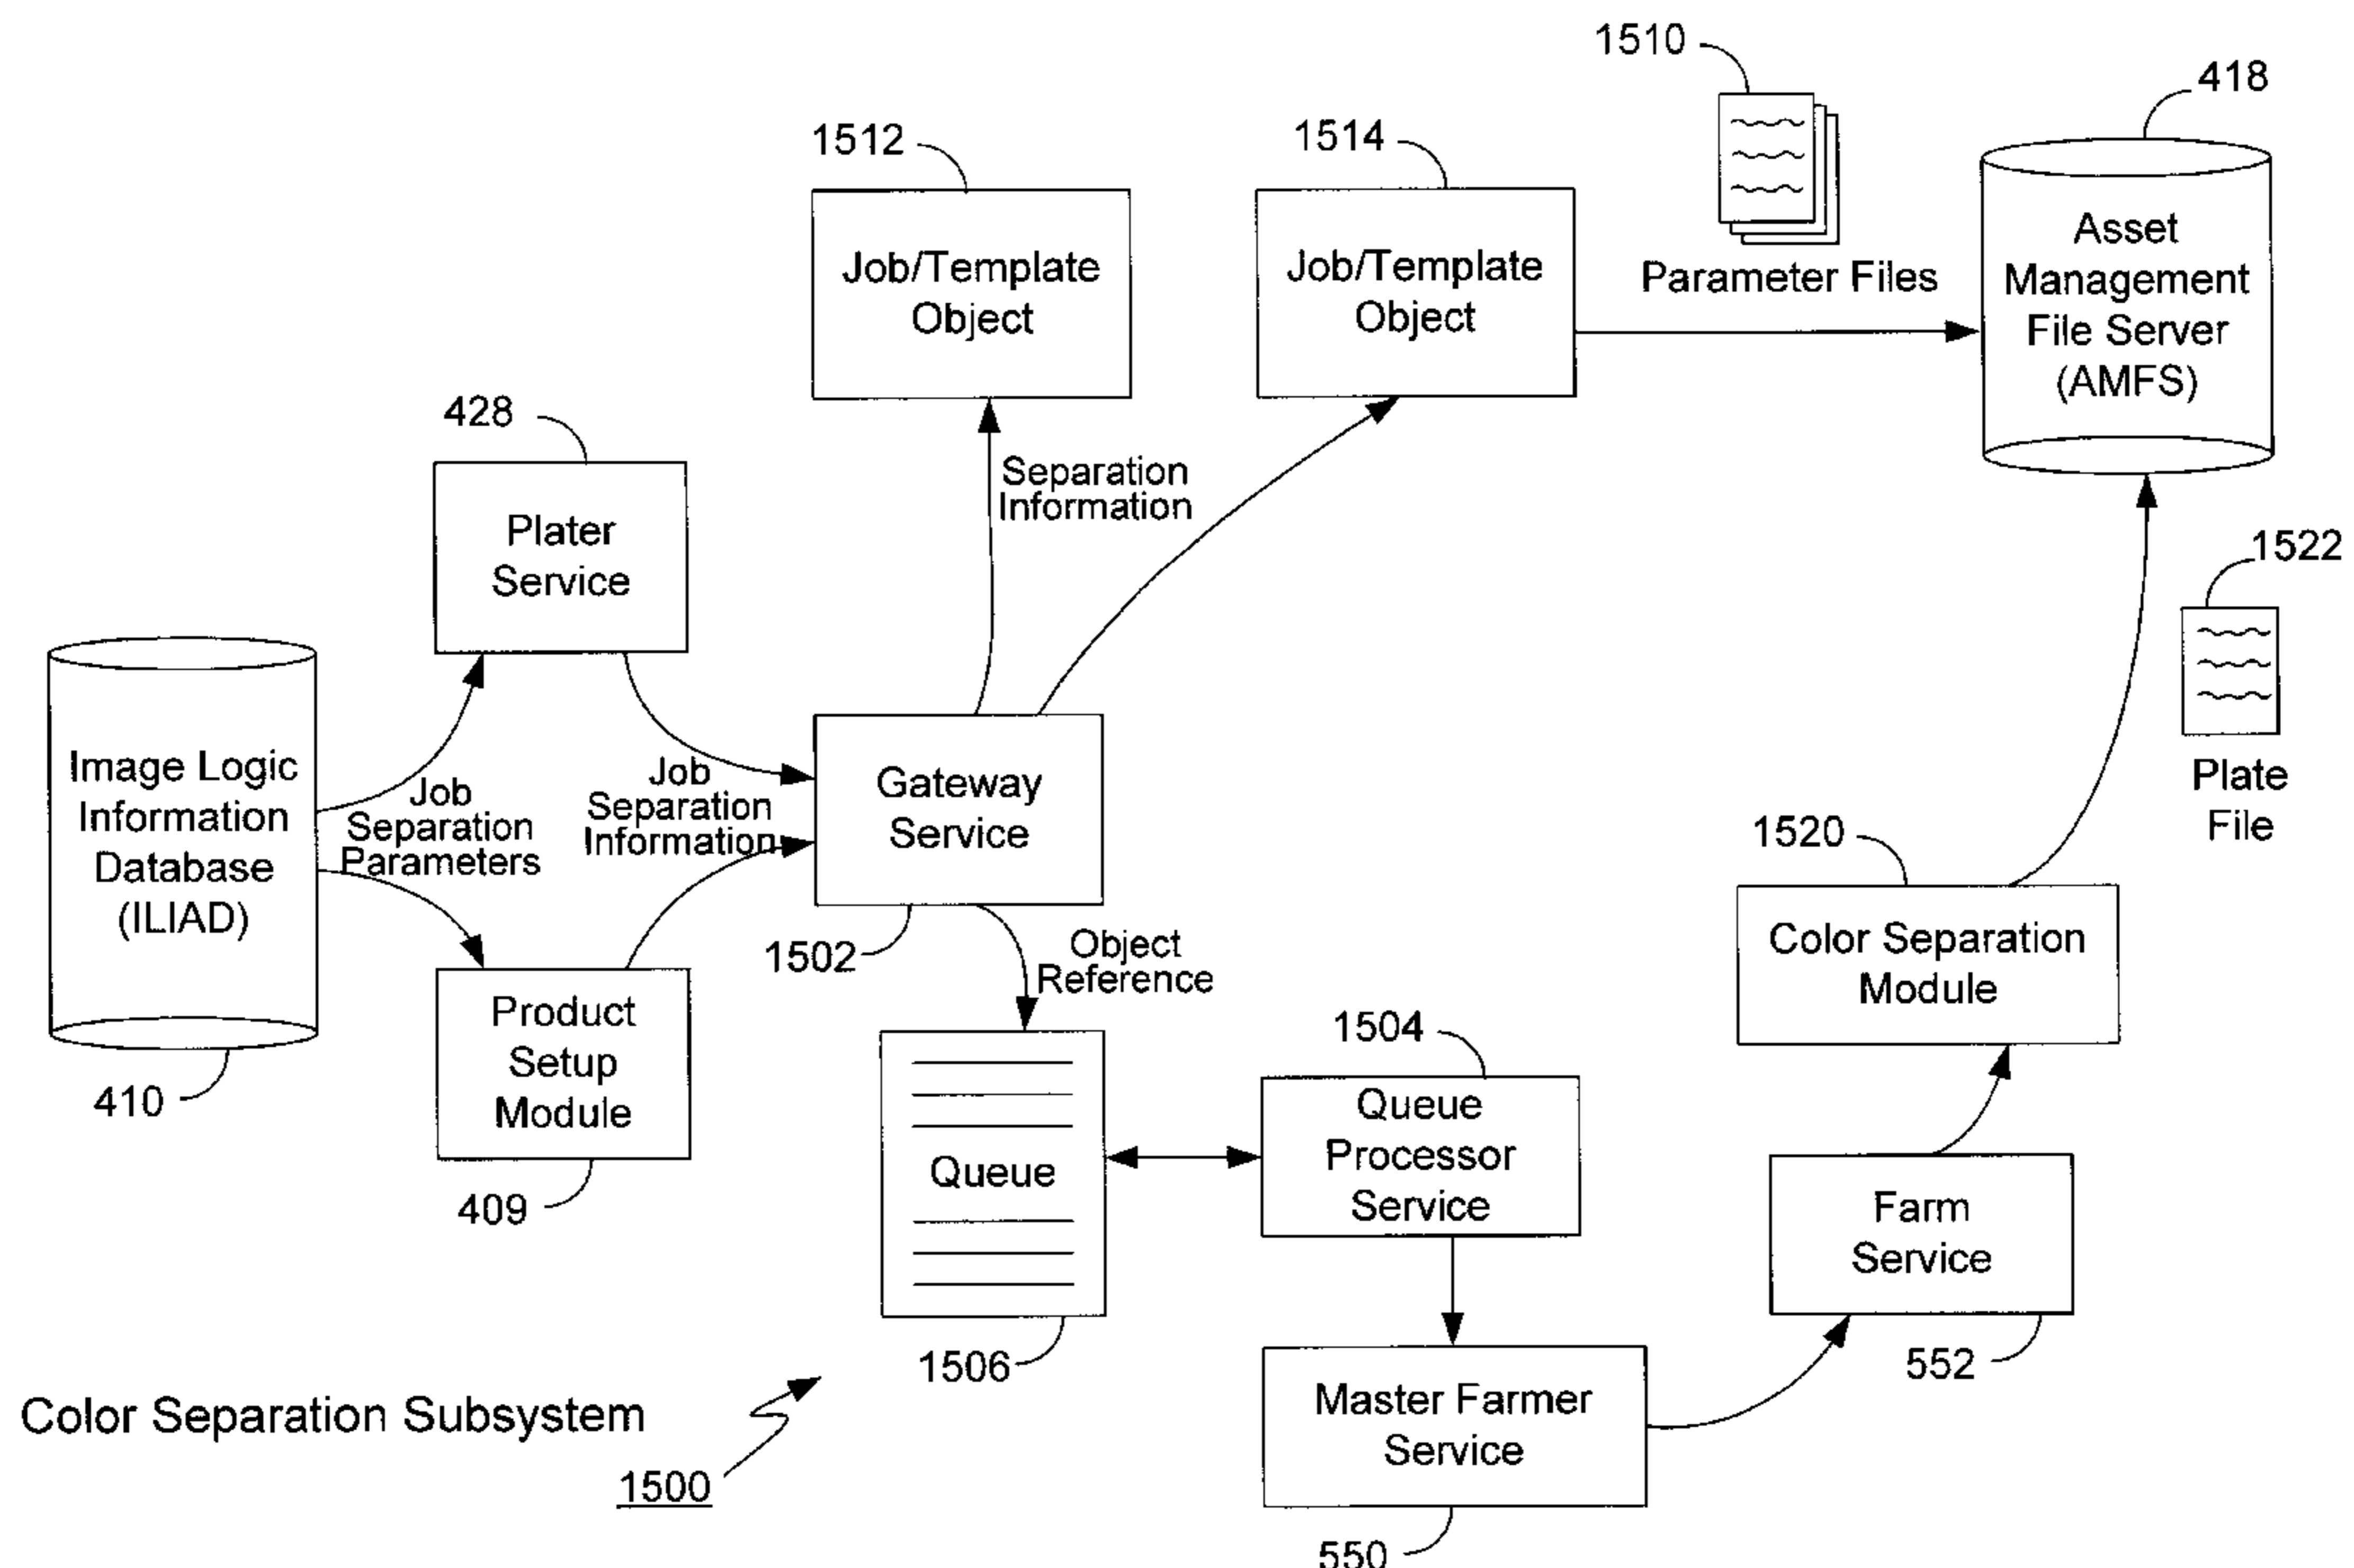 1510
418
1512
1514
Job/Template
Object
Job/Template
Object
Parameter Files
Asset
Management
File Server
(AMFS)
428
Plater
Service
Separation
Information
1522
Plate
File
Image Logic
Information
Database
(ILIAD)
410
Job
Separation
Parameters
Job
Separation
Information
Gateway
Service
1502
Object
Reference
Product
Setup
Module
409
1520
Color Separation
Module
1504
Queue
Processor
Service
Queue
1506
Farm
Service
552
Master Farmer
Service
550
Color Separation Subsystem
1500